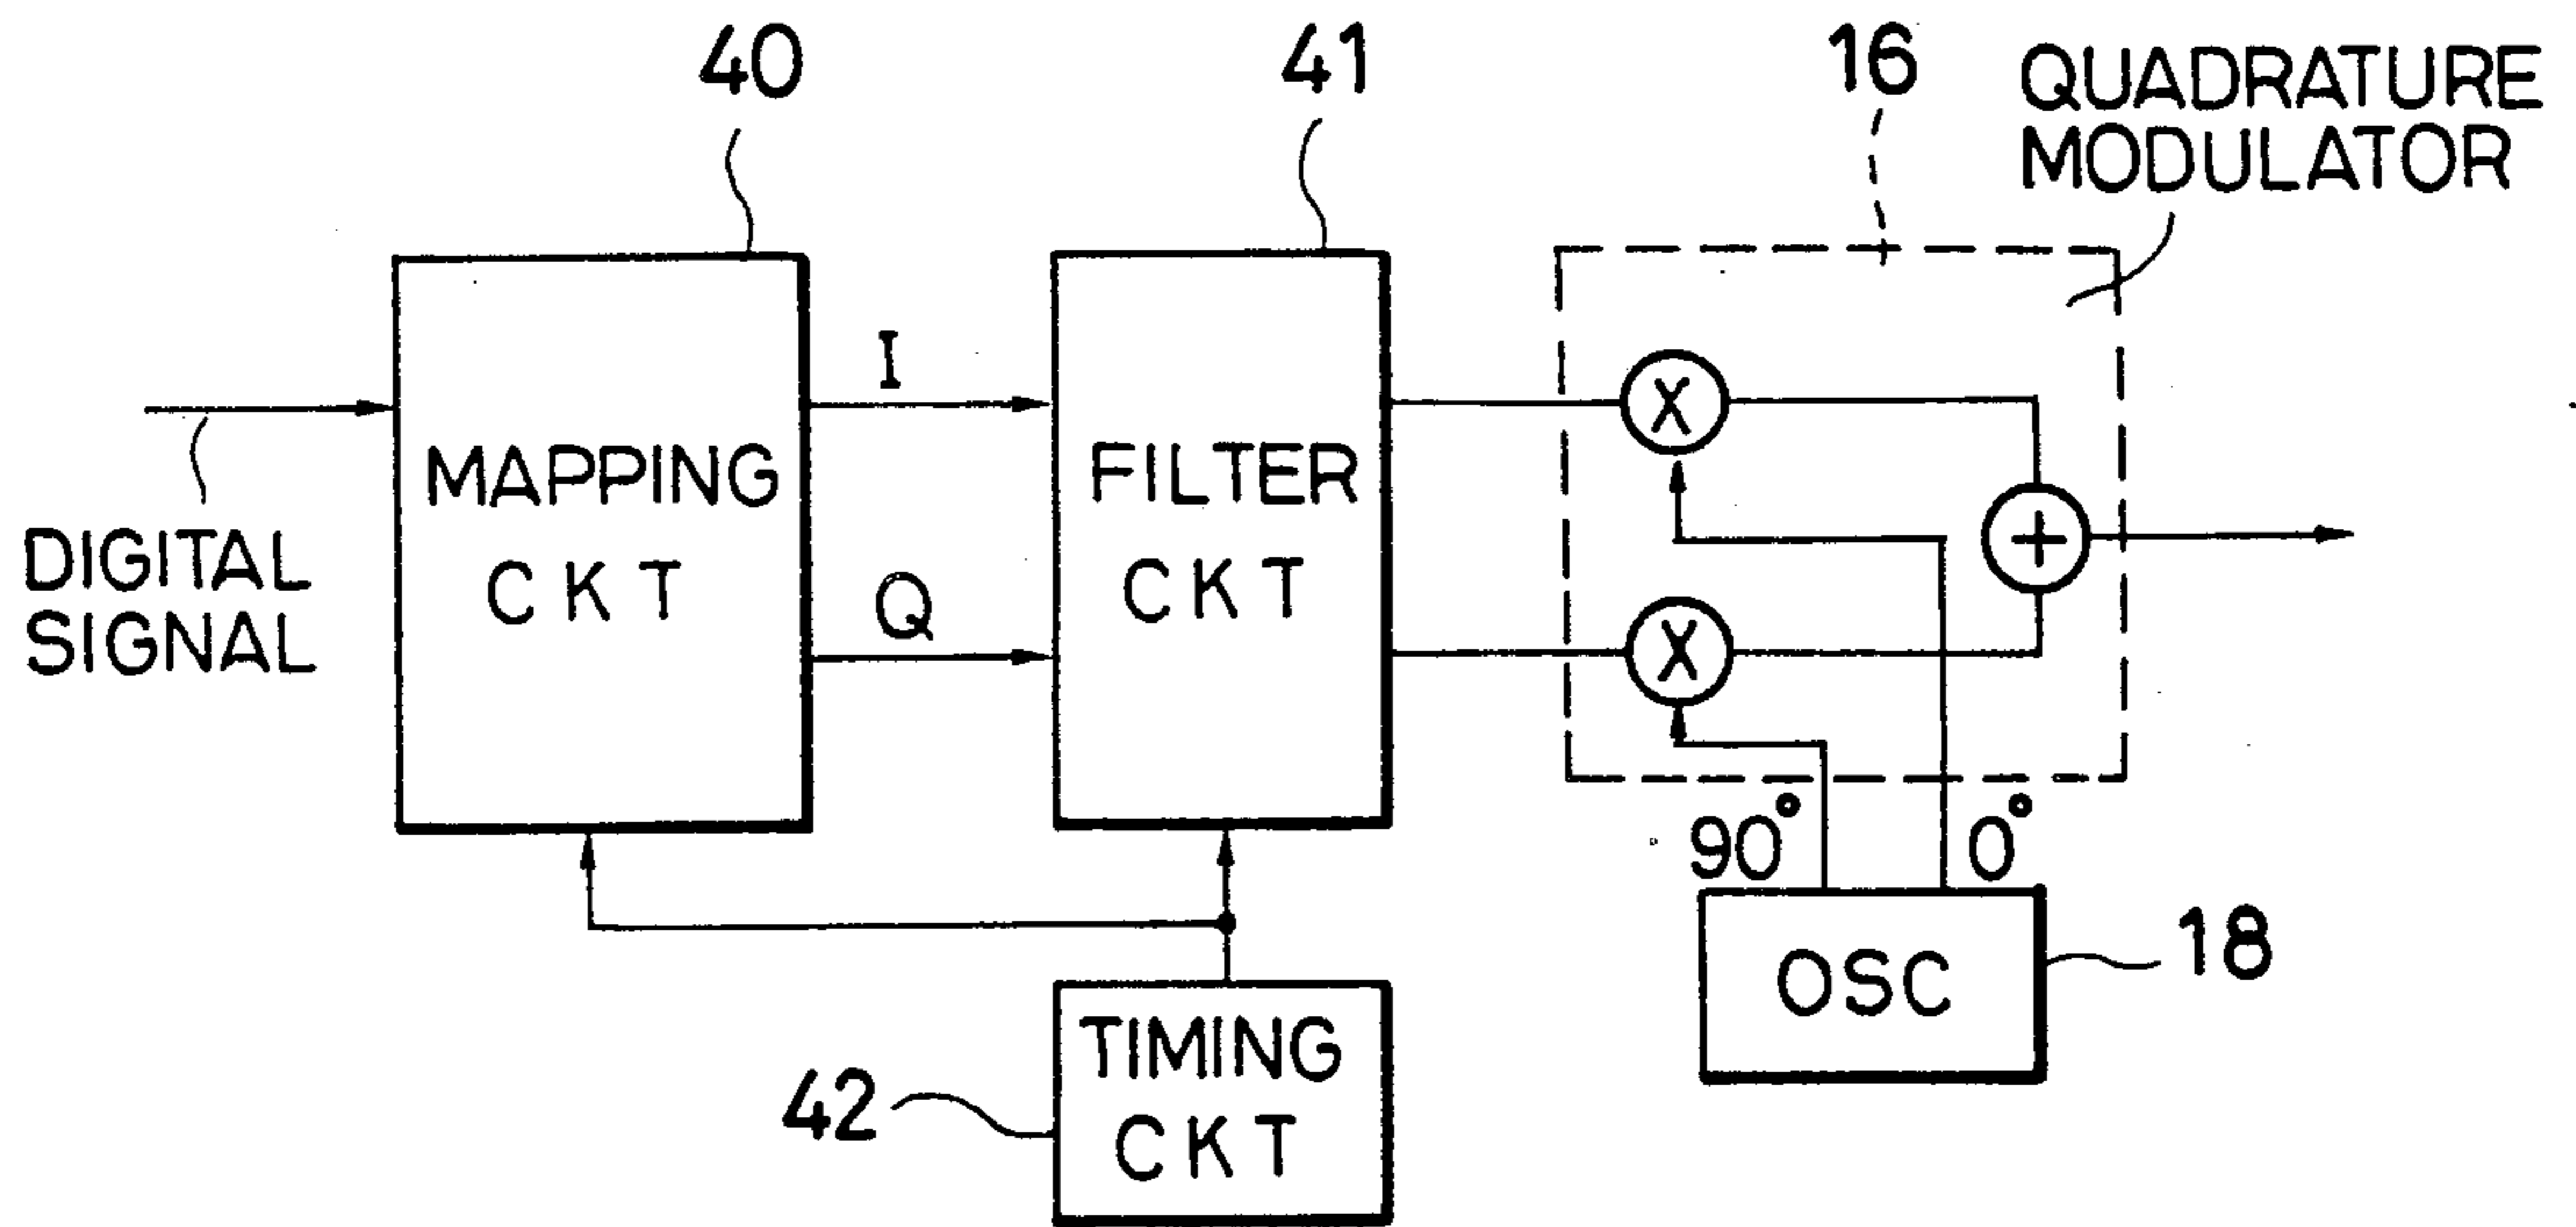 40
41
16
QUADRATURE
MODULATOR
I
Q
MAPPING
CKT
FILTER
CKT
X
X
+
DIGITAL
SIGNAL
90°
0°
OSC
18
TIMING
CKT
42